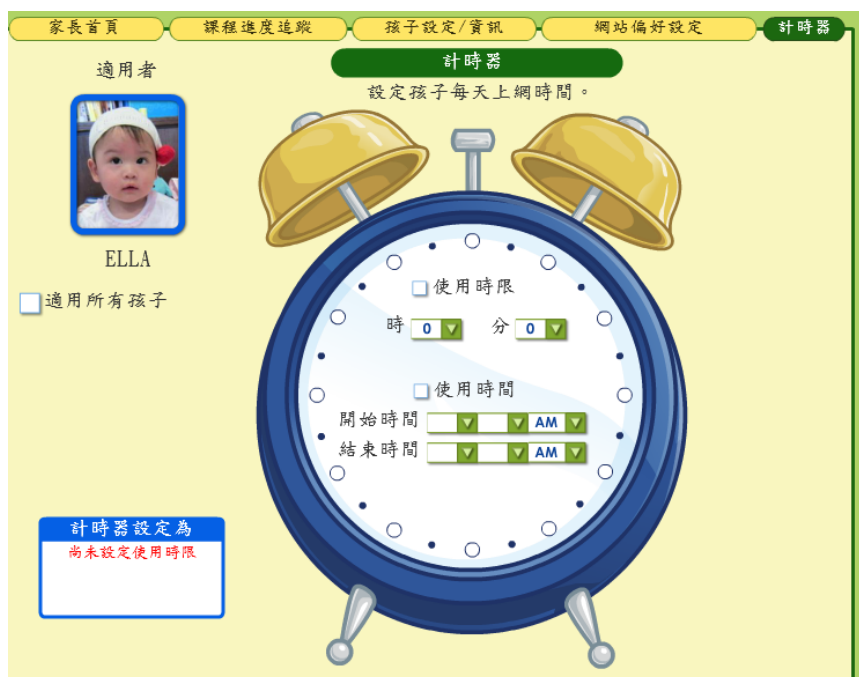 家長首頁
課程進度追蹤
孩子設定/資訊
網站偏好設定
計時器
計時器
設定孩子每天上網時間。
適用者
ELLA
適用所有孩子
使用時限
時 0 分 0
使用時間
開始時間 AM
結束時間 AM
計時器設定為
尚未設定使用時限